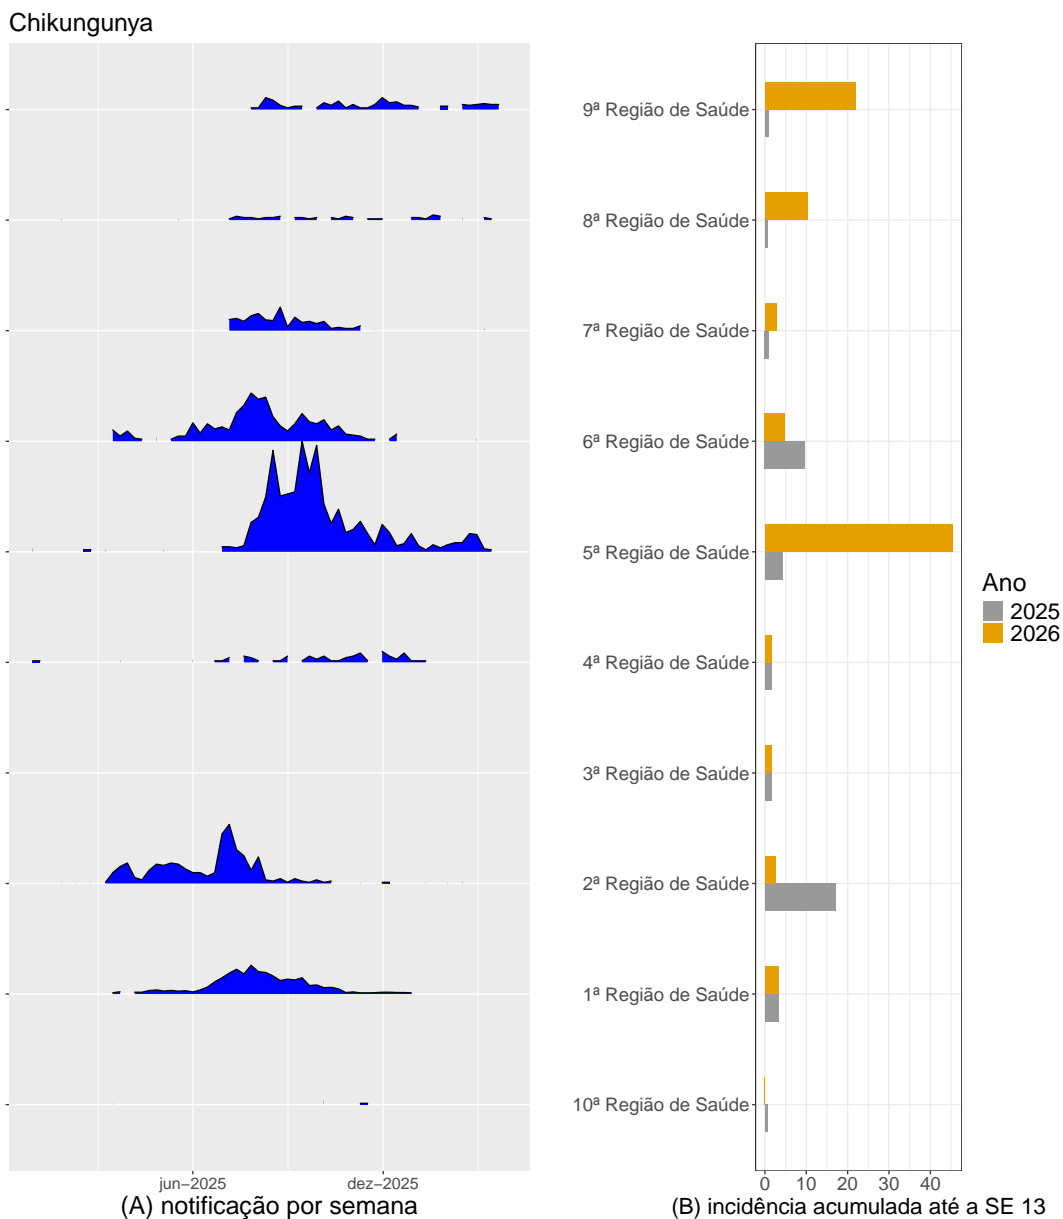 Chikungunya
9ª Região de Saúde
8ª Região de Saúde
7ª Região de Saúde
6ª Região de Saúde
5ª Região de Saúde
4ª Região de Saúde
3ª Região de Saúde
2ª Região de Saúde
1ª Região de Saúde
10ª Região de Saúde
Ano
2025
2026
jun−2025 dez−2025
0 10 20 30 40
(A) notificação por semana
(B) incidência acumulada até a SE 13